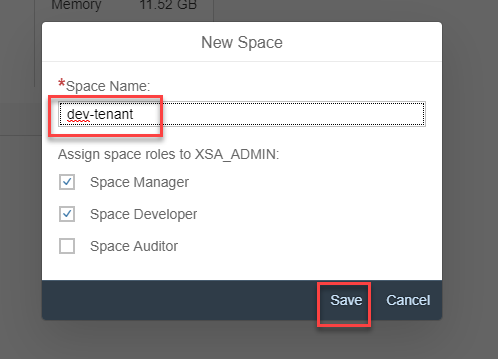 Memory 11.52 GB
New Space
*Space Name:
dev-tenant
Assign space roles to XSA_ADMIN:
Space Manager
Space Developer
Space Auditor
Save Cancel